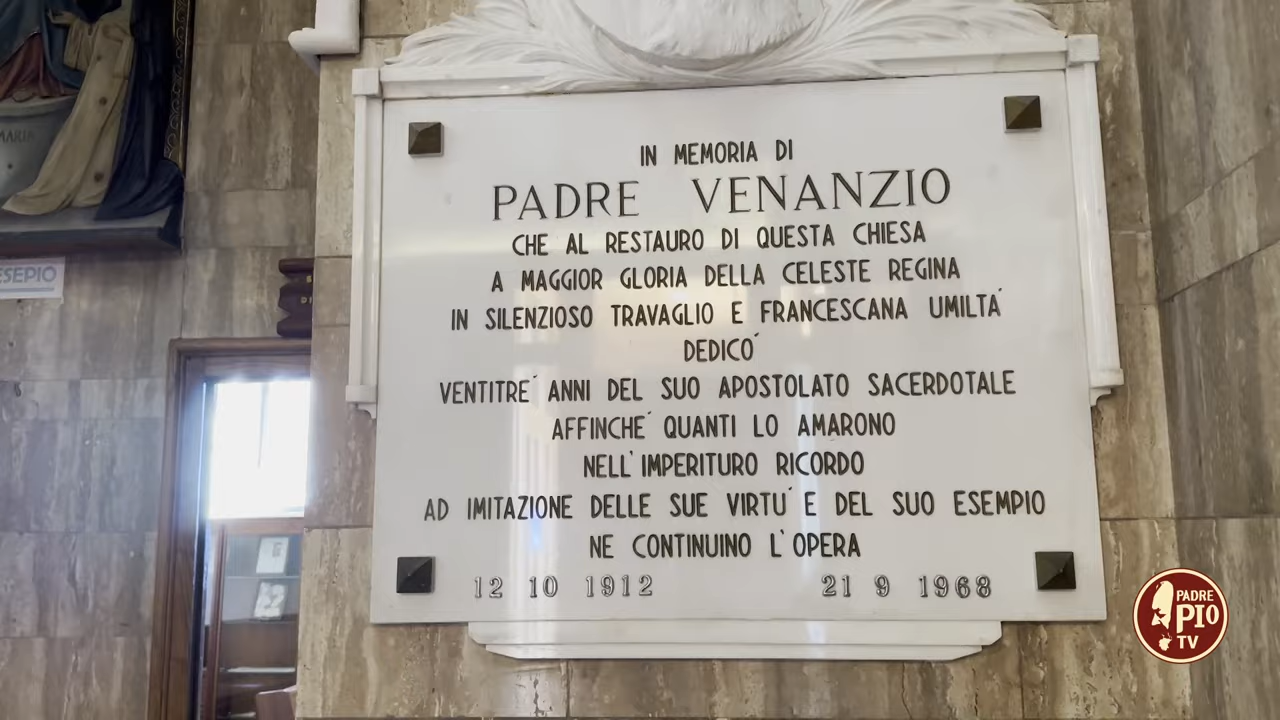 MARIA
ESEPIO
IN MEMORIA DI
PADRE VENANZIO
CHE AL RESTAURO DI QUESTA CHIESA
A MAGGIOR GLORIA DELLA CELESTE REGINA
IN SILENZIOSO TRAVAGLIO E FRANCESCANA UMILTA´
DEDICO´
VENTITRE´ ANNI DEL SUO APOSTOLATO SACERDOTALE
AFFINCHE´ QUANTI LO AMARONO
NELL'IMPERITURO RICORDO
AD IMITAZIONE DELLE SUE VIRTU´ E DEL SUO ESEMPIO
NE CONTINUINO L'OPERA
12 10 1912 21 9 1968
PADRE
PIO
TV